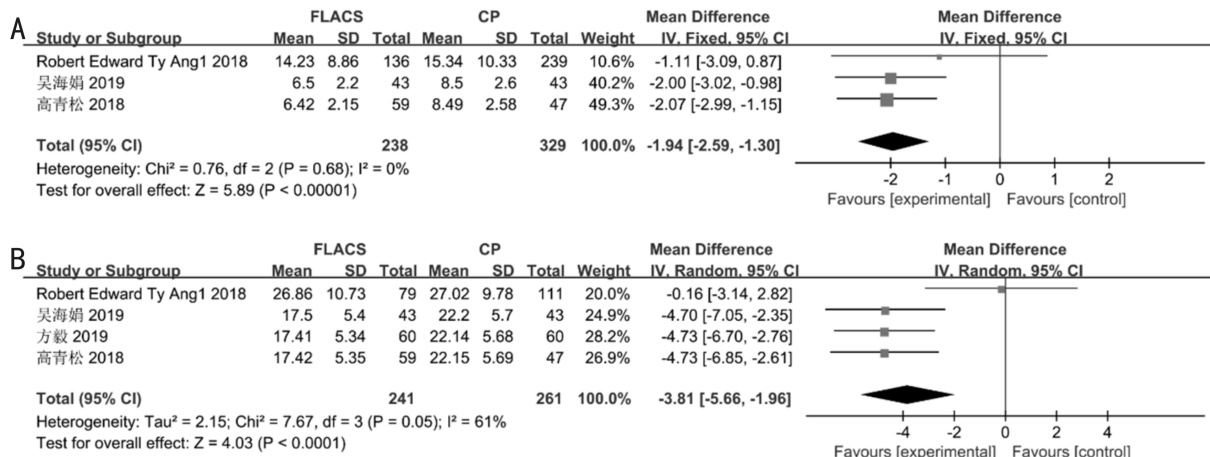 A
FLACS CP Mean Difference Mean Difference
Study or Subgroup Mean SD Total Mean SD Total Weight IV, Fixed, 95% CI IV, Fixed, 95% CI
Robert Edward Ty Ang1 2018 14.23 8.86 136 15.34 10.33 239 10.6% -1.11 [-3.09, 0.87]
吴海娟 2019 6.5 2.2 43 8.5 2.6 43 40.2% -2.00 [-3.02, -0.98]
高青松 2018 6.42 2.15 59 8.49 2.58 47 49.3% -2.07 [-2.99, -1.15]
Total (95% CI) 238 329 100.0% -1.94 [-2.59, -1.30]
Heterogeneity: Chi² = 0.76, df = 2 (P = 0.68); I² = 0%
Test for overall effect: Z = 5.89 (P < 0.00001)
-2 -1 0 1 2
Favours [experimental] Favours [control]
B
FLACS CP Mean Difference Mean Difference
Study or Subgroup Mean SD Total Mean SD Total Weight IV, Random, 95% CI IV, Random, 95% CI
Robert Edward Ty Ang1 2018 26.86 10.73 79 27.02 9.78 111 20.0% -0.16 [-3.14, 2.82]
吴海娟 2019 17.5 5.4 43 22.2 5.7 43 24.9% -4.70 [-7.05, -2.35]
方毅 2019 17.41 5.34 60 22.14 5.68 60 28.2% -4.73 [-6.70, -2.76]
高青松 2018 17.42 5.35 59 22.15 5.69 47 26.9% -4.73 [-6.85, -2.61]
Total (95% CI) 241 261 100.0% -3.81 [-5.66, -1.96]
Heterogeneity: Tau² = 2.15; Chi² = 7.67, df = 3 (P = 0.05); I² = 61%
Test for overall effect: Z = 4.03 (P < 0.0001)
-4 -2 0 2 4
Favours [experimental] Favours [control]